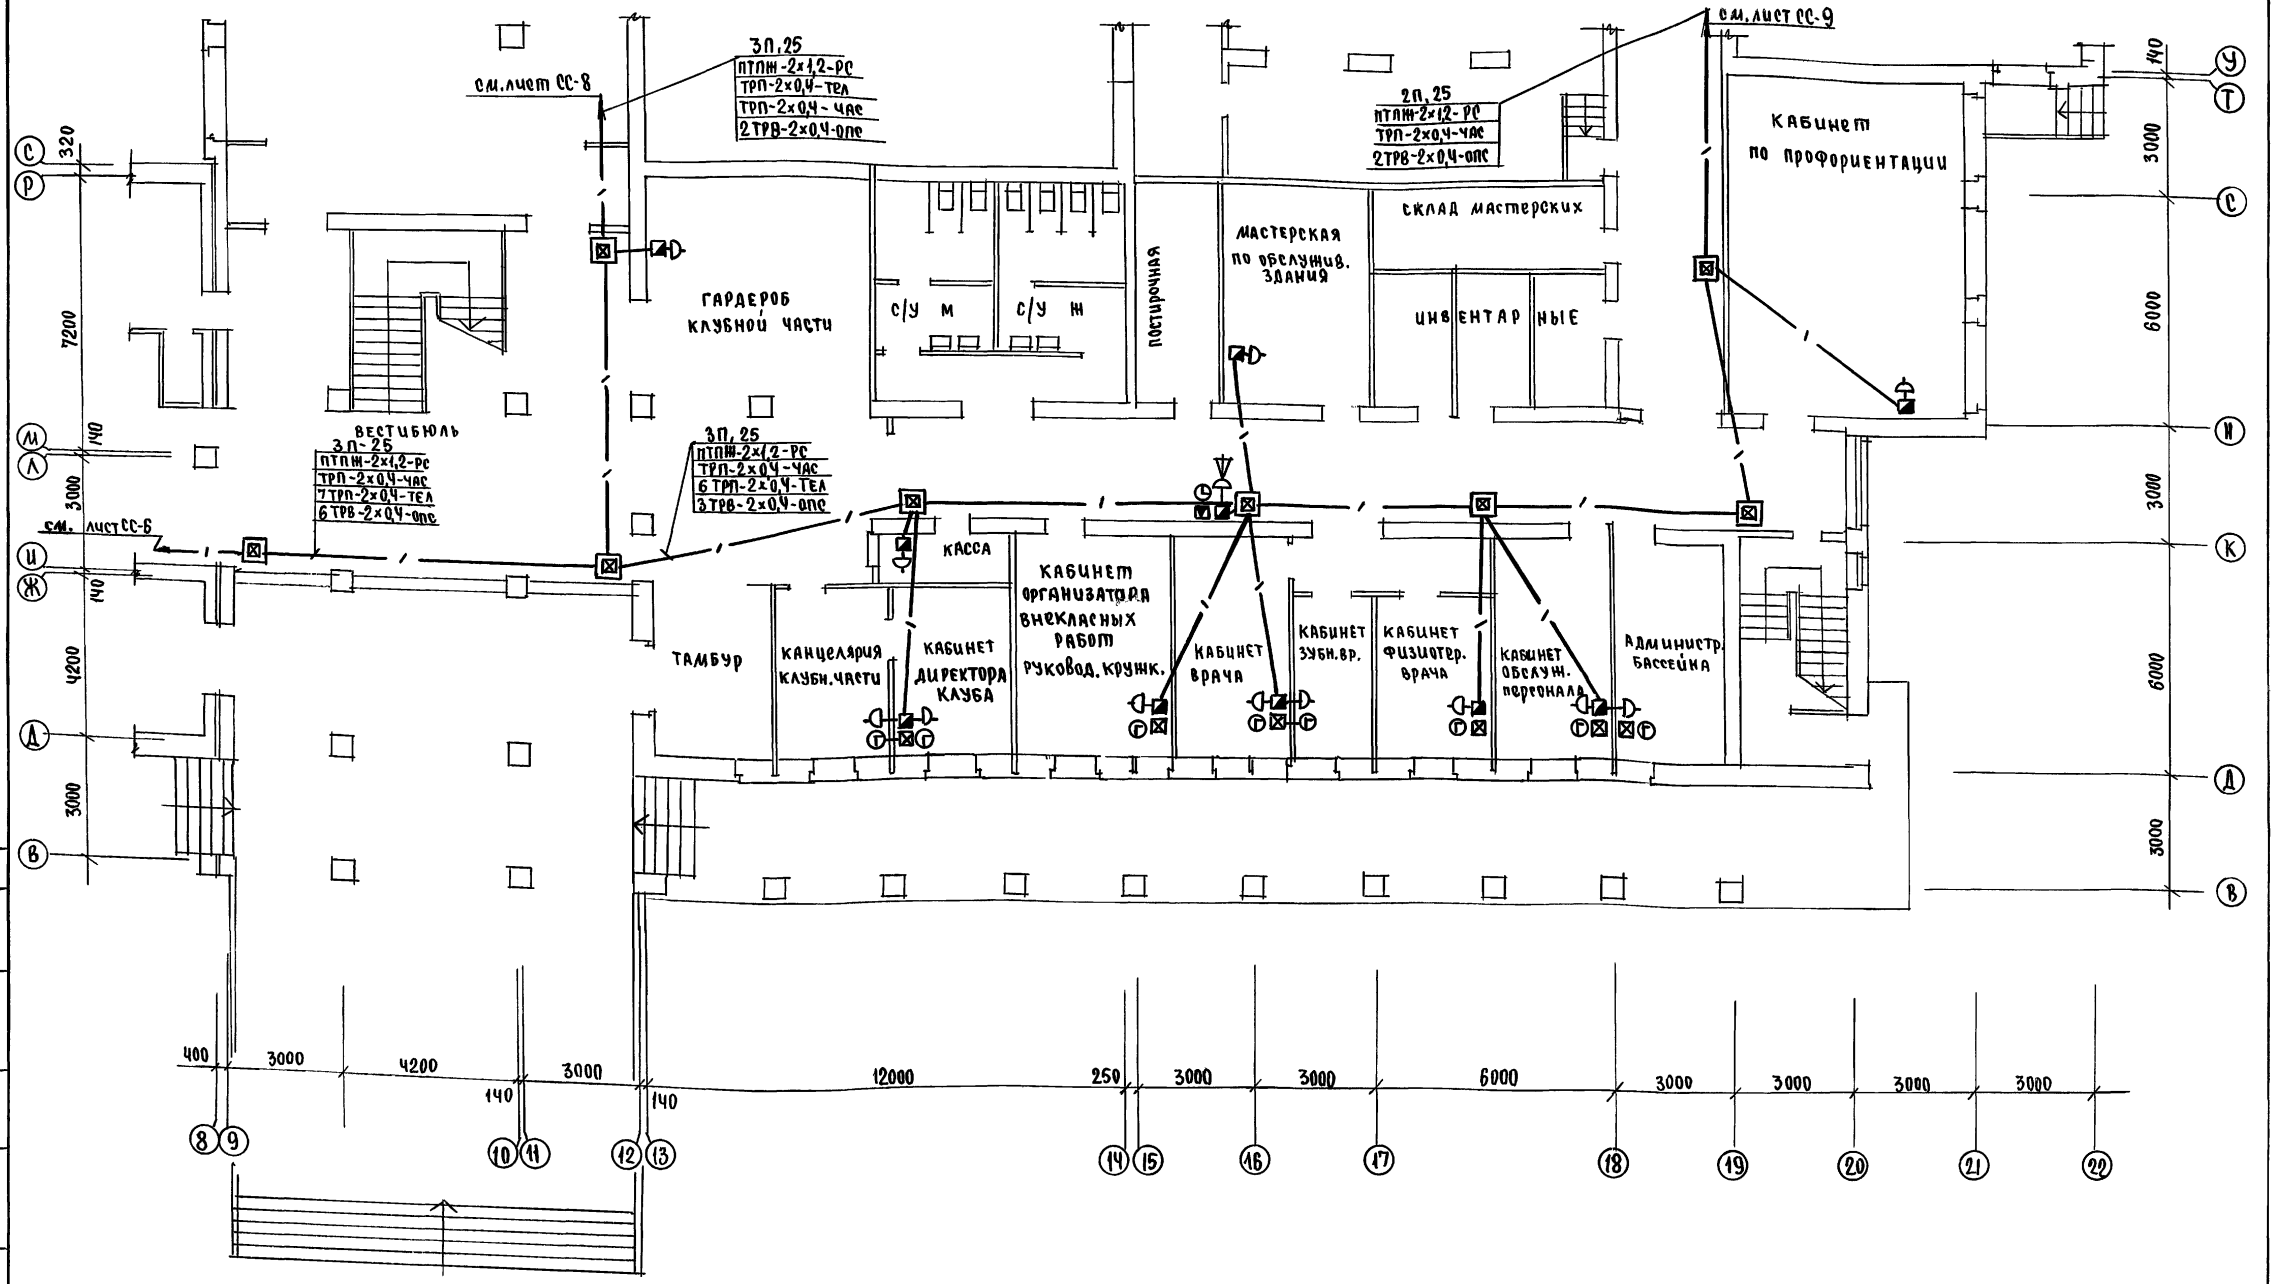 см. лист СС-9
3П,25
ПТПЖ-2×1,2-РС
ТРП-2×0,4-ТЕЛ
ТРП-2×0,4-ЧАС
2ТРВ-2×0,4-ОПС
см. лист СС-8
2П,25
ПТПЖ-2×1,2-РС
ТРП-2×0,4-ЧАС
2ТРВ-2×0,4-ОПС
КАБИНЕТ
ПО ПРОФОРИЕНТАЦИИ
СКЛАД МАСТЕРСКИХ
МАСТЕРСКАЯ
ПО ОБСЛУЖИВ.
ЗДАНИЯ
ПОСТИРОЧНАЯ
ГАРДЕРОБ
КЛУБНОЙ ЧАСТИ
С/У М
С/У Ж
ИНВЕНТАРНЫЕ
ВЕСТИБЮЛЬ
3П-25
ПТПЖ-2×1,2-РС
ТРП-2×0,4-ЧАС
7ТРП-2×0,4-ТЕЛ
6ТРВ-2×0,4-ОПС
3П,25
ПТПЖ-2×1,2-РС
ТРП-2×0,4-ЧАС
6ТРП-2×0,4-ТЕЛ
3ТРВ-2×0,4-ОПС
см. лист СС-6
КАССА
ТАМБУР
КАНЦЕЛЯРИЯ
КЛУБН. ЧАСТИ
КАБИНЕТ
ДИРЕКТОРА
КЛУБА
КАБИНЕТ
ОРГАНИЗАТОРА
ВНЕКЛАСНЫХ
РАБОТ
РУКОВОД. КРУЖК.
КАБИНЕТ
ВРАЧА
КАБИНЕТ
ЗУБН. ВР.
КАБИНЕТ
ФИЗИОТЕР.
ВРАЧА
КАБИНЕТ
ОБСЛУЖ.
ПЕРСОНАЛА
АДМИНИСТР.
БАССЕЙНА
Г Г Г Г Г Г Г Г
С
320
Р
7200
М
140
Л
3000
И
Ж
140
4200
Д
3000
В
У
140
Т
3000
С
6000
Н
3000
К
6000
Д
3000
В
400 3000 4200 140 3000 140 12000 250 3000 3000 6000 3000 3000 3000 3000
8 9 10 11 12 13 14 15 16 17 18 19 20 21 22